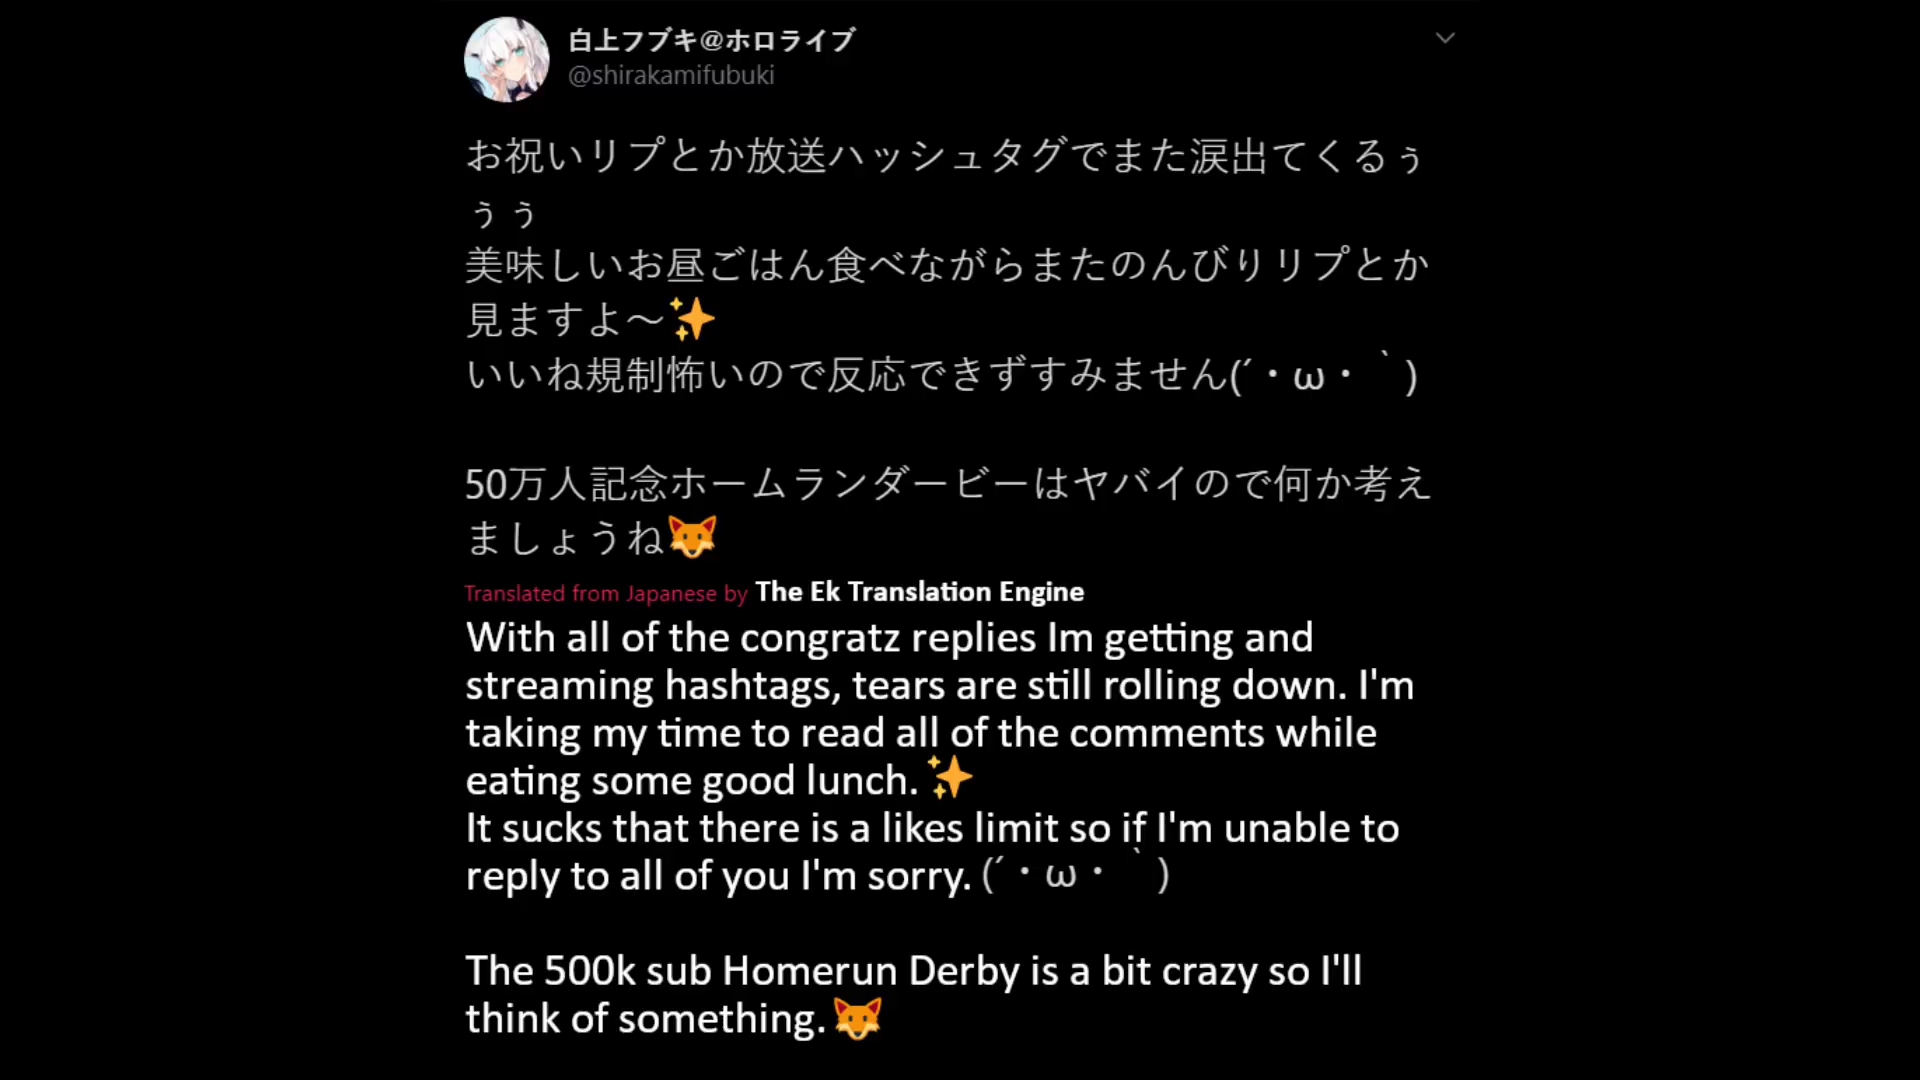 白上フブキ@ホロライブ
@shirakamifubuki
お祝いリプとか放送ハッシュタグでまた涙出てくるぅ
ぅぅ
美味しいお昼ごはん食べながらまたのんびりリプとか
見ますよ〜✨
いいね規制怖いので反応できずすみません(´・ω・｀)
50万人記念ホームランダービーはヤバイので何か考え
ましょうね🦊
Translated from Japanese by The Ek Translation Engine
With all of the congratz replies Im getting and
streaming hashtags, tears are still rolling down. I'm
taking my time to read all of the comments while
eating some good lunch. ✨
It sucks that there is a likes limit so if I'm unable to
reply to all of you I'm sorry. (´・ω・｀)
The 500k sub Homerun Derby is a bit crazy so I'll
think of something. 🦊